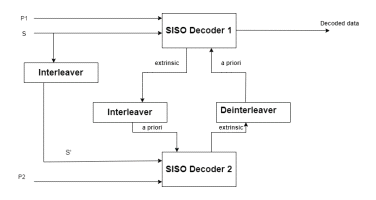 P1
S
SISO Decoder 1
Decoded data
Interleaver
extrinsic
a priori
Interleaver
Deinterleaver
a priori
extrinsic
S'
SISO Decoder 2
P2